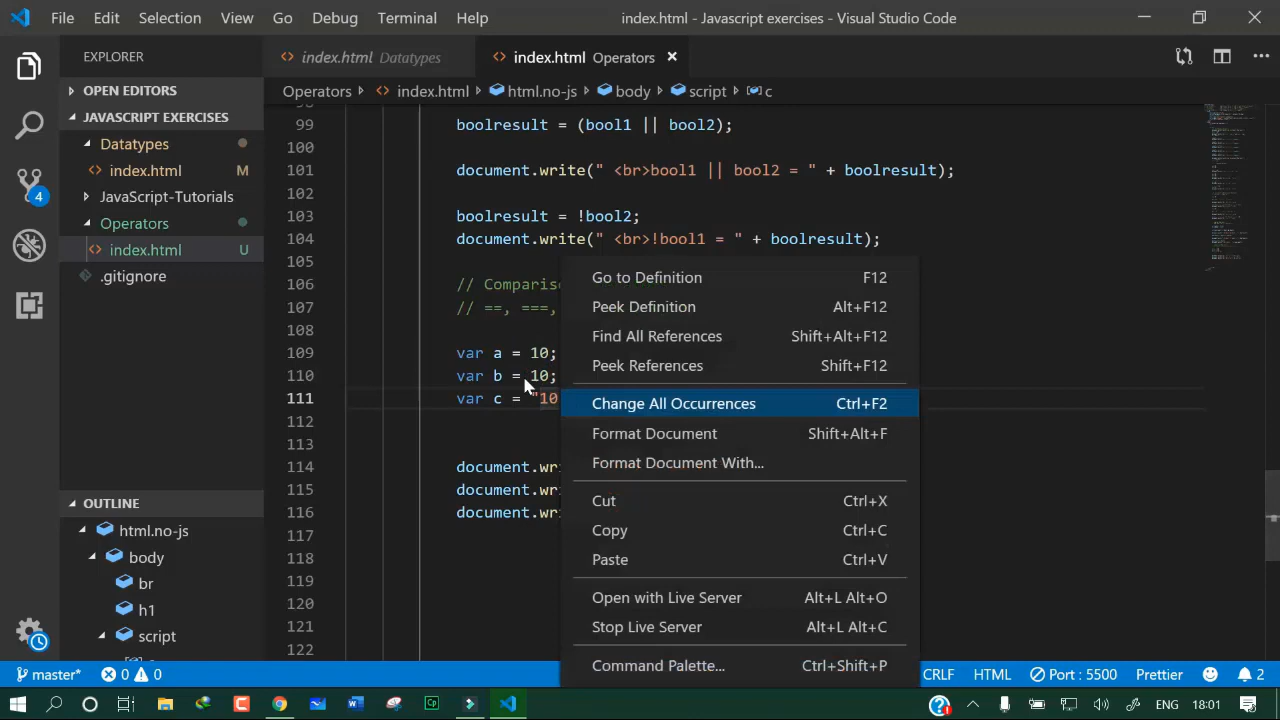 File Edit Selection View Go Debug Terminal Help
index.html - Javascript exercises - Visual Studio Code
EXPLORER
index.html Datatypes
index.html Operators
OPEN EDITORS
Operators index.html html.no-js body script c
JAVASCRIPT EXERCISES
Datatypes
index.html M
JavaScript-Tutorials
Operators
index.html U
.gitignore
4
99 boolresult = (bool1 || bool2);
100
101 document.write(" <br>bool1 || bool2 = " + boolresult);
102
103 boolresult = !bool2;
104 document.write(" <br>!bool1 = " + boolresult);
105
106 // Comparis
107 // ==, ===,
108
109 var a = 10;
110 var b = 10;
111 var c = "10
112
113
114 document.wr
115 document.wr
116 document.wr
117
118
119
120
121
122
Go to Definition F12
Peek Definition Alt+F12
Find All References Shift+Alt+F12
Peek References Shift+F12
Change All Occurrences Ctrl+F2
Format Document Shift+Alt+F
Format Document With...
Cut Ctrl+X
Copy Ctrl+C
Paste Ctrl+V
Open with Live Server Alt+L Alt+O
Stop Live Server Alt+L Alt+C
Command Palette... Ctrl+Shift+P
OUTLINE
html.no-js
body
br
h1
script
master* 0 0
CRLF HTML Port : 5500 Prettier 2
ENG 18:01